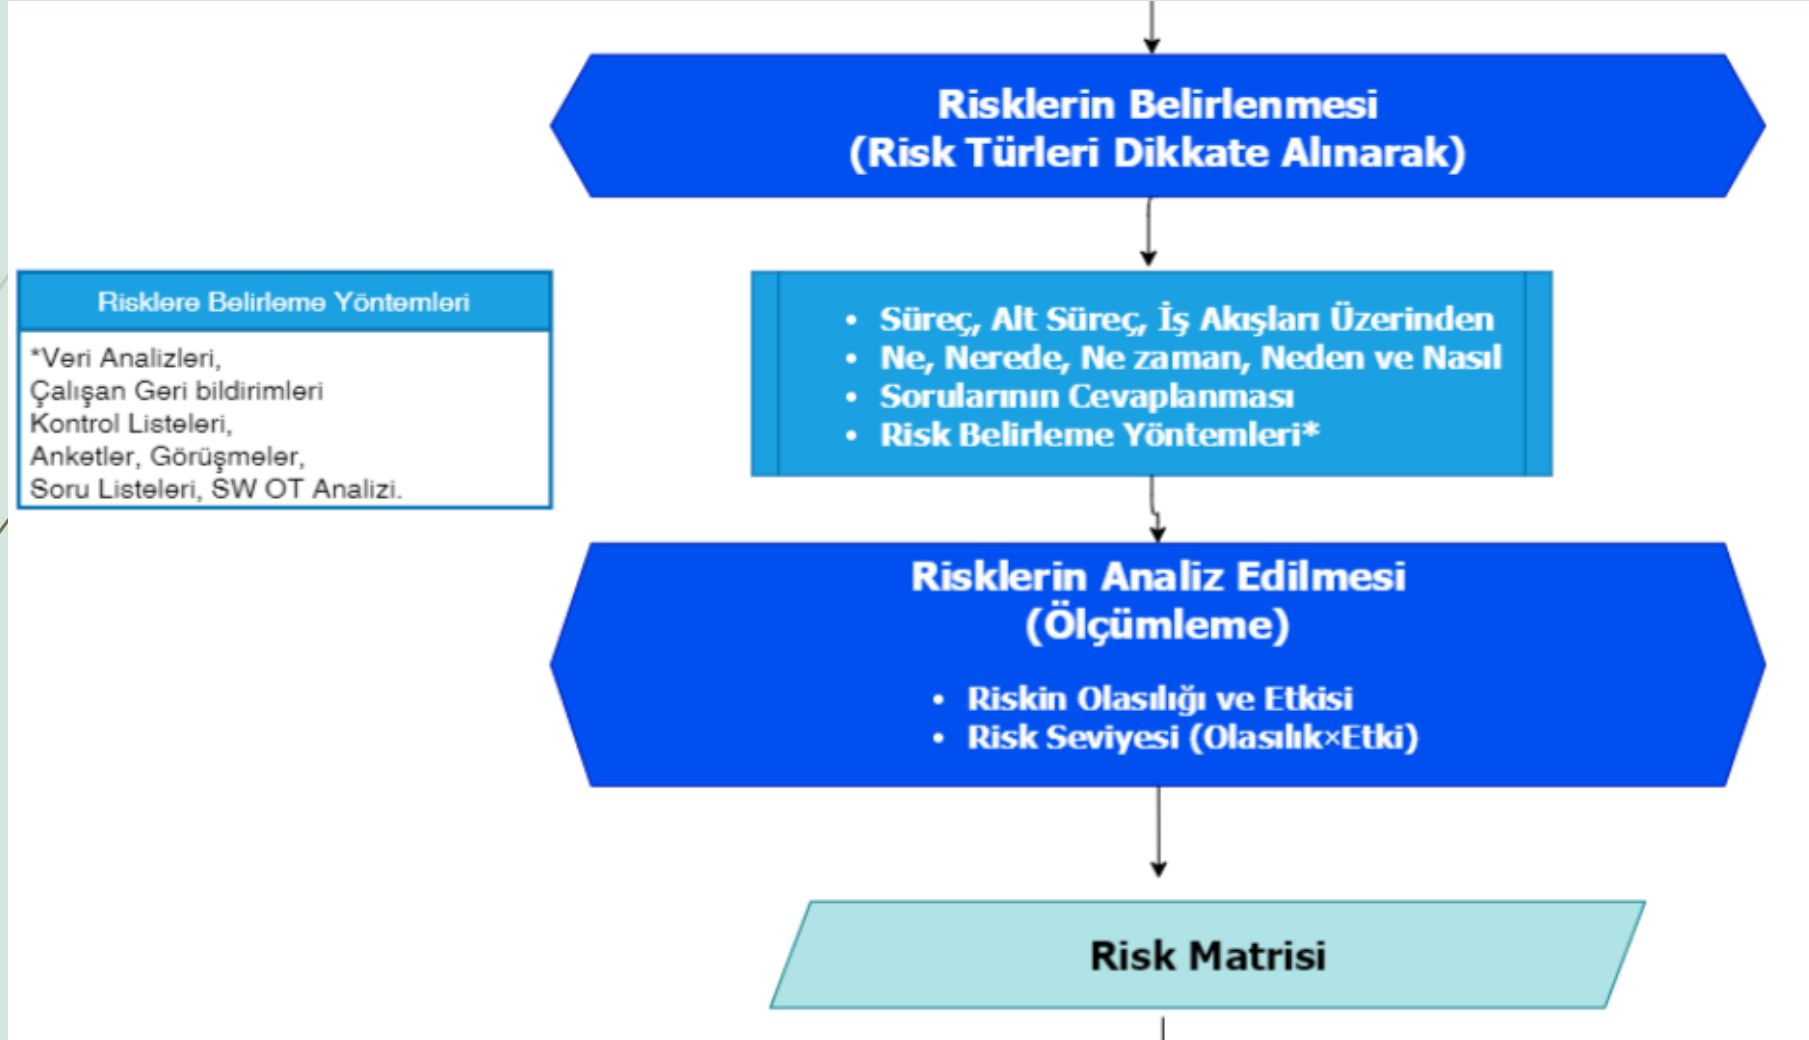 Risklerin Belirlenmesi
(Risk Türleri Dikkate Alınarak)
Risklere Belirleme Yöntemleri
*Veri Analizleri,
Çalışan Geri bildirimleri
Kontrol Listeleri,
Anketler, Görüşmeler,
Soru Listeleri, SW OT Analizi.
• Süreç, Alt Süreç, İş Akışları Üzerinden
• Ne, Nerede, Ne zaman, Neden ve Nasıl
• Sorularının Cevaplanması
• Risk Belirleme Yöntemleri*
Risklerin Analiz Edilmesi
(Ölçümleme)
• Riskin Olasılığı ve Etkisi
• Risk Seviyesi (Olasılık×Etki)
Risk Matrisi